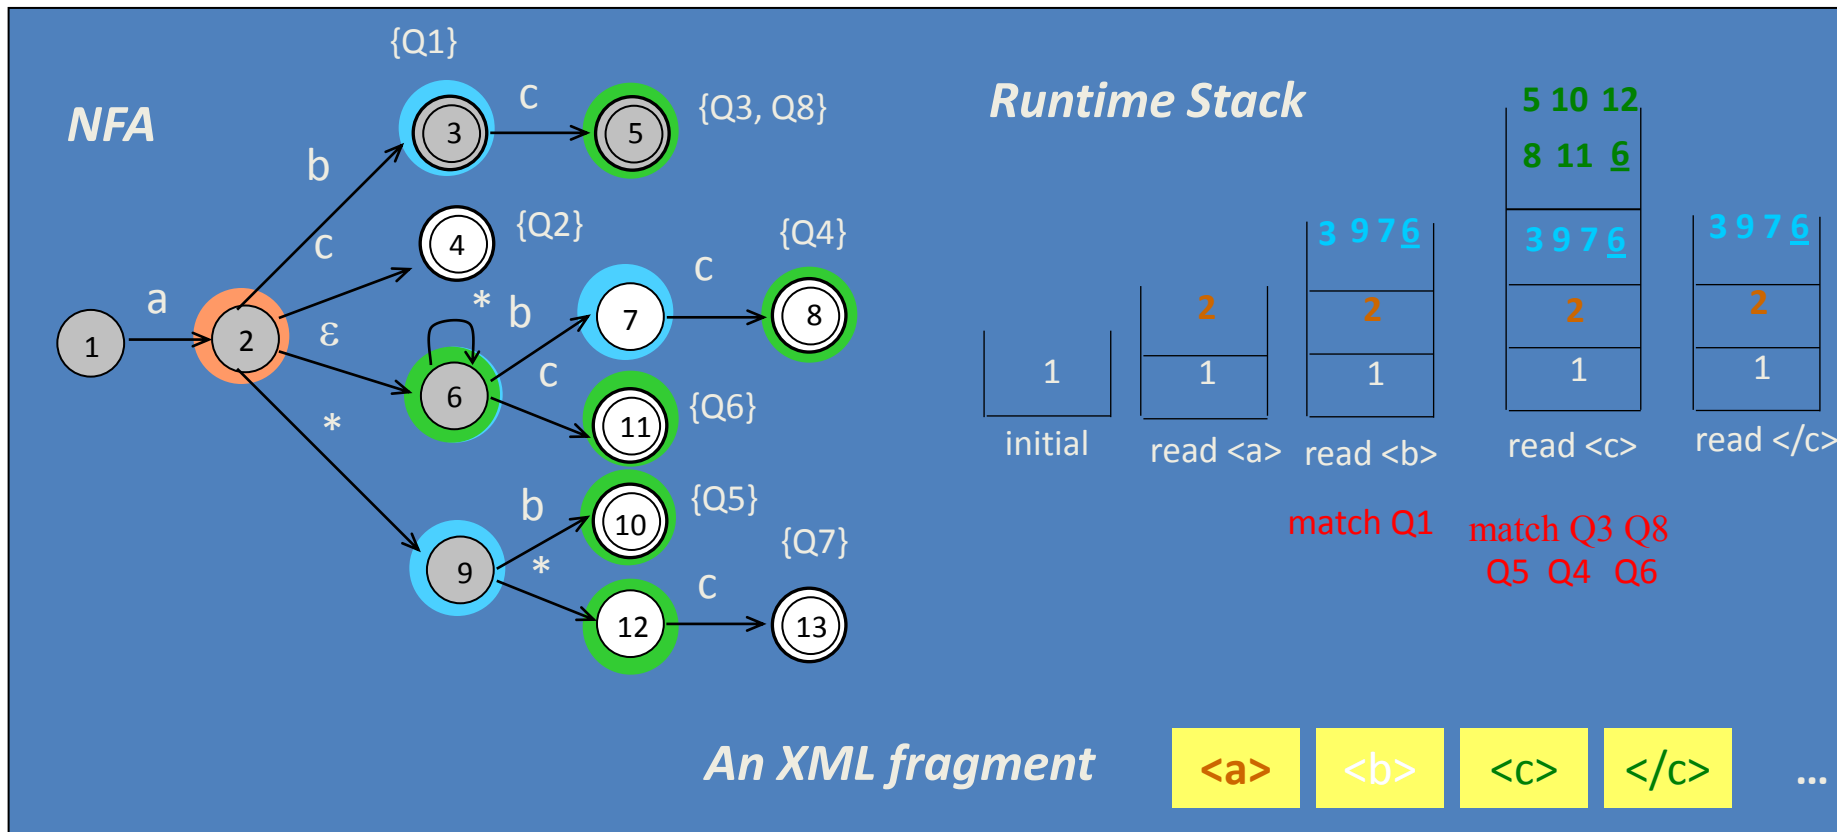 NFA
{Q1}
c
{Q3, Q8}
3
5
b
{Q2}
4
c
{Q4}
a
ε
*
b
c
1
2
7
8
6
c
{Q6}
11
*
{Q5}
b
10
{Q7}
9
*
c
12
13
Runtime Stack
5 10 12
8 11 6
3 9 7 6
3 9 7 6
3 9 7 6
2
2
2
2
1
1
1
1
1
initial
read <a>
read <b>
read <c>
read </c>
match Q1
match Q3 Q8
Q5 Q4 Q6
An XML fragment
<a>
<b>
<c>
</c>
...